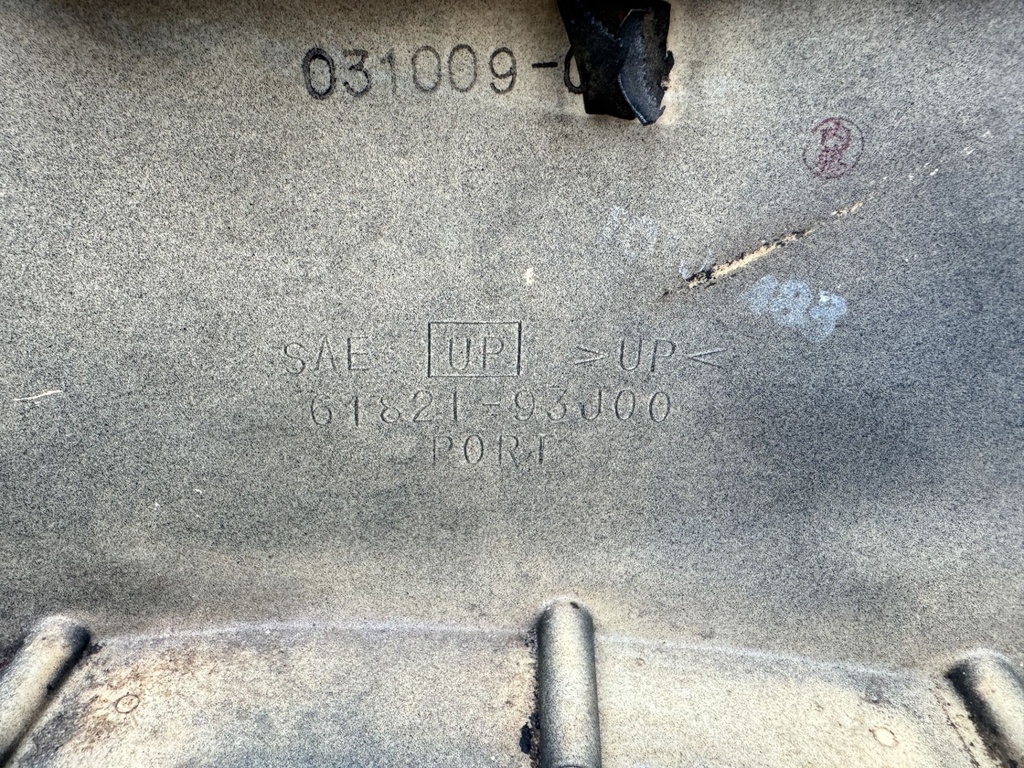 031009-
SAE UP >UP<
61821-93J00
PORT